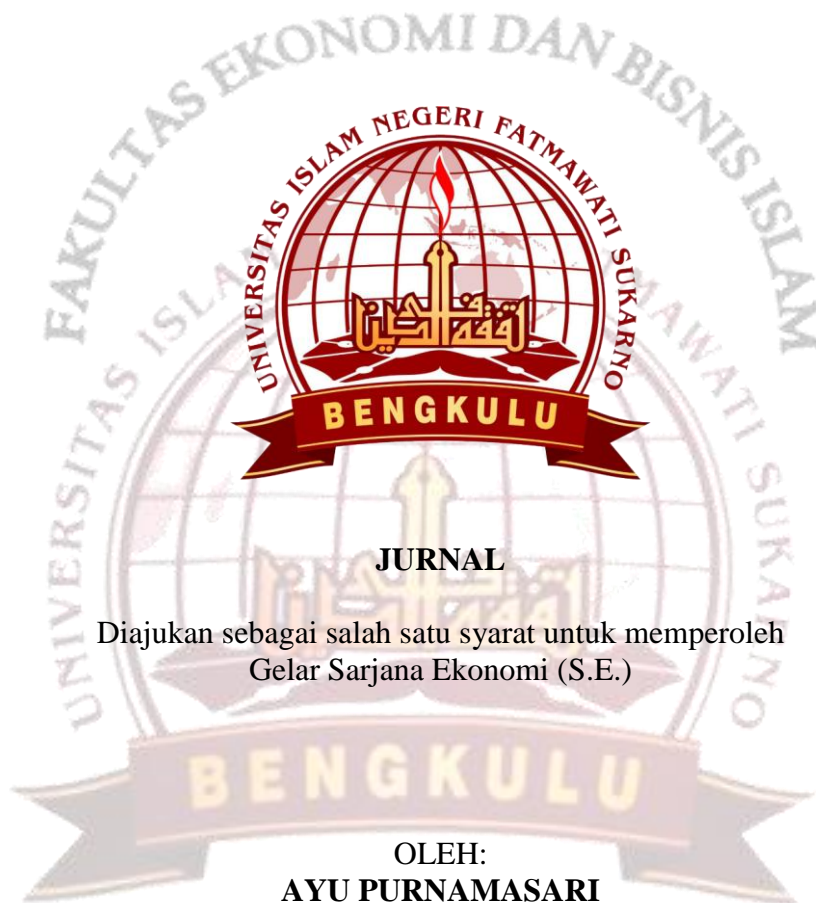 FAKULTAS EKONOMI DAN BISNIS ISLAM
UNIVERSITAS ISLAM NEGERI FATMAWATI SUKARNO
BENGKULU
JURNAL
Diajukan sebagai salah satu syarat untuk memperoleh
Gelar Sarjana Ekonomi (S.E.)
BENGKULU
OLEH:
AYU PURNAMASARI